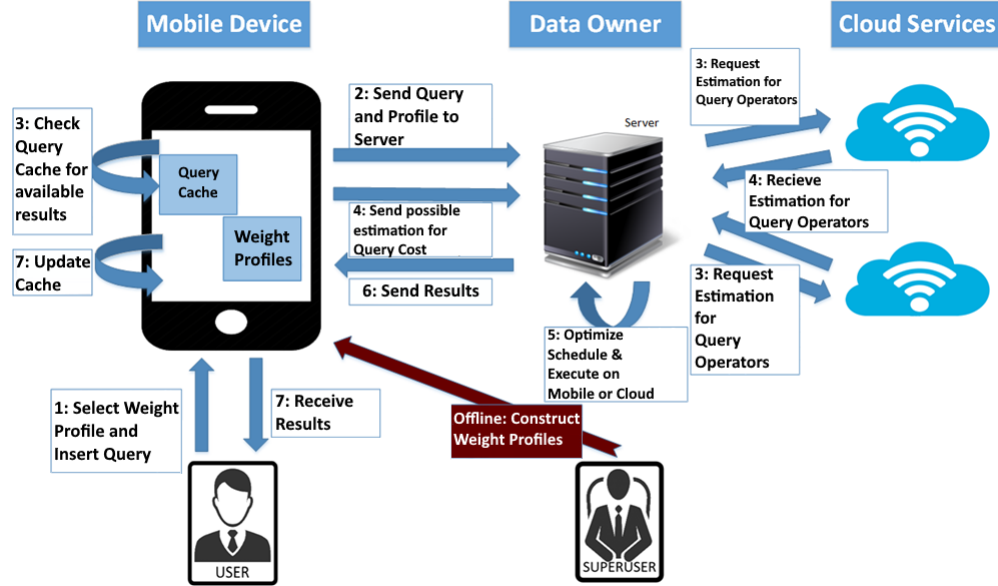 Mobile Device
Data Owner
Cloud Services
3: Check
Query
Cache for
available
results
7: Update
Cache
Query
Cache
Weight
Profiles
2: Send Query
and Profile to
Server
4: Send possible
estimation for
Query Cost
6: Send Results
Server
3: Request
Estimation for
Query Operators
4: Recieve
Estimation for
Query Operators
3: Request
Estimation
for
Query
Operators
5: Optimize
Schedule &
Execute on
Mobile or Cloud
1: Select Weight
Profile and
Insert Query
7: Receive
Results
Offline: Construct
Weight Profiles
USER
SUPERUSER